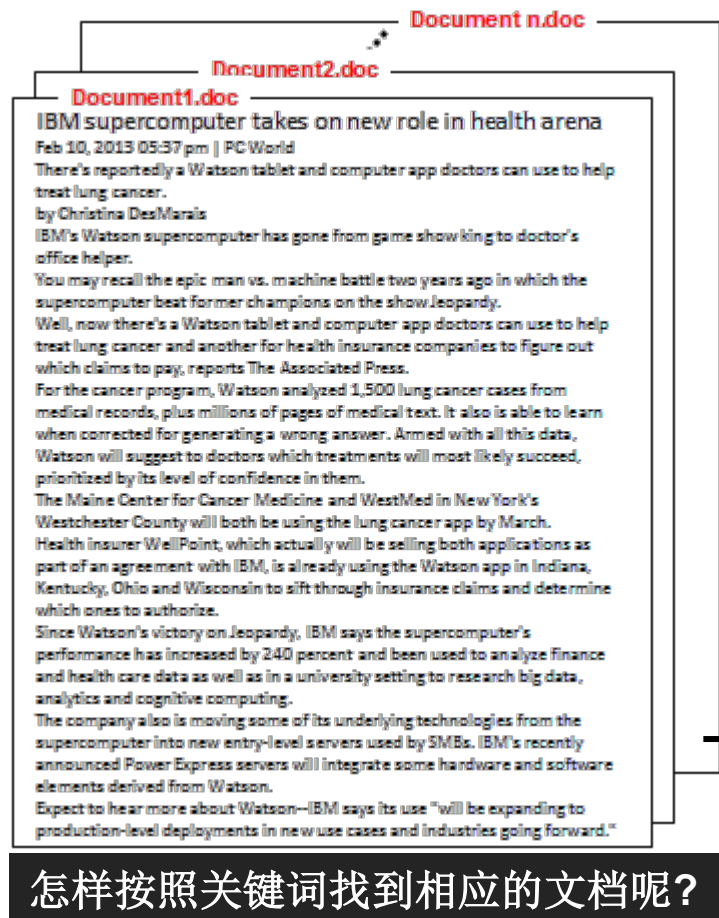 Document n.doc
Document2.doc
Document1.doc
IBM supercomputer takes on new role in health arena
Feb 10, 2013 05:37 pm | PC World
There's reportedly a Watson tablet and computer app doctors can use to help
treat lung cancer.
by Christina DesMarais
IBM's Watson supercomputer has gone from game show king to doctor's
office helper.
You may recall the epic man vs. machine battle two years ago in which the
supercomputer beat former champions on the show Jeopardy.
Well, now there's a Watson tablet and computer app doctors can use to help
treat lung cancer and another for health insurance companies to figure out
which claims to pay, reports The Associated Press.
For the cancer program, Watson analyzed 1,500 lung cancer cases from
medical records, plus millions of pages of medical text. It also is able to learn
when corrected for generating a wrong answer. Armed with all this data,
Watson will suggest to doctors which treatments will most likely succeed,
prioritized by its level of confidence in them.
The Maine Center for Cancer Medicine and WestMed in New York's
Westchester County will both be using the lung cancer app by March.
Health insurer WellPoint, which actually will be selling both applications as
part of an agreement with IBM, is already using the Watson app in Indiana,
Kentucky, Ohio and Wisconsin to sift through insurance claims and determine
which ones to authorize.
Since Watson's victory on Jeopardy, IBM says the supercomputer's
performance has increased by 240 percent and been used to analyze finance
and health care data as well as in a university setting to research big data,
analytics and cognitive computing.
The company also is moving some of its underlying technologies from the
supercomputer into new entry-level servers used by SMBs. IBM's recently
announced Power Express servers will integrate some hardware and software
elements derived from Watson.
Expect to hear more about Watson--IBM says its use "will be expanding to
production-level deployments in new use cases and industries going forward."
怎样按照关键词找到相应的文档呢?